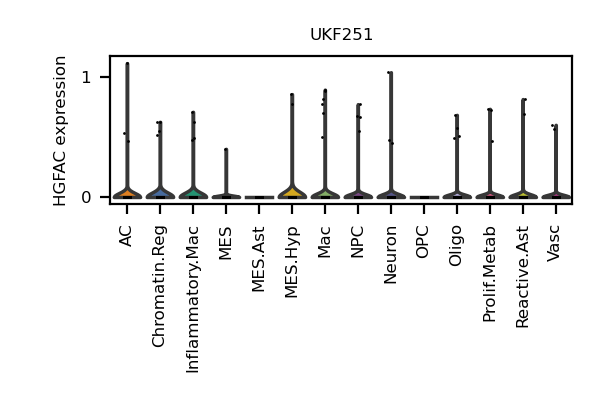 UKF251
HGFAC expression
1
0
AC
Chromatin.Reg
Inflammatory.Mac
MES
MES.Ast
MES.Hyp
Mac
NPC
Neuron
OPC
Oligo
Prolif.Metab
Reactive.Ast
Vasc